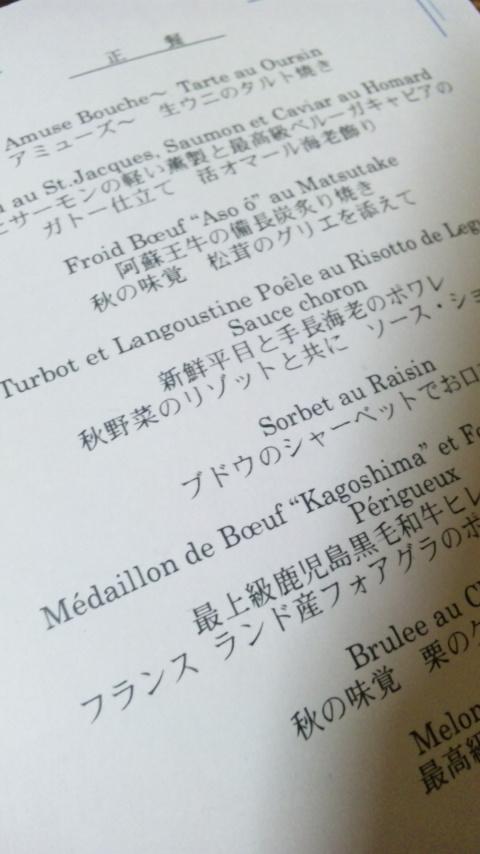 正 餐
Amuse Bouche～ Tarte au Oursin
アミューズ～ 生ウニのタルト焼き
au St.Jacques, Saumon et Caviar au Homard
とサーモンの軽い薫製と最高級ベルーガキャビアの
ガトー仕立て 活オマール海老飾り
Froid Bœuf “Aso ô” au Matsutake
阿蘇王牛の備長炭炙り焼き
秋の味覚 松茸のグリエを添えて
Turbot et Langoustine Poêle au Risotto de
Sauce choron
新鮮平目と手長海老のポワレ
秋野菜のリゾットと共に ソース・ショ
Sorbet au Raisin
ブドウのシャーベットでお口
Médaillon de Bœuf “Kagoshima” et
Périgueux
最上級鹿児島黒毛和牛ヒレ
フランス ランド産フォアグラのポ
Brulee au
秋の味覚 栗の
Melon
最高級